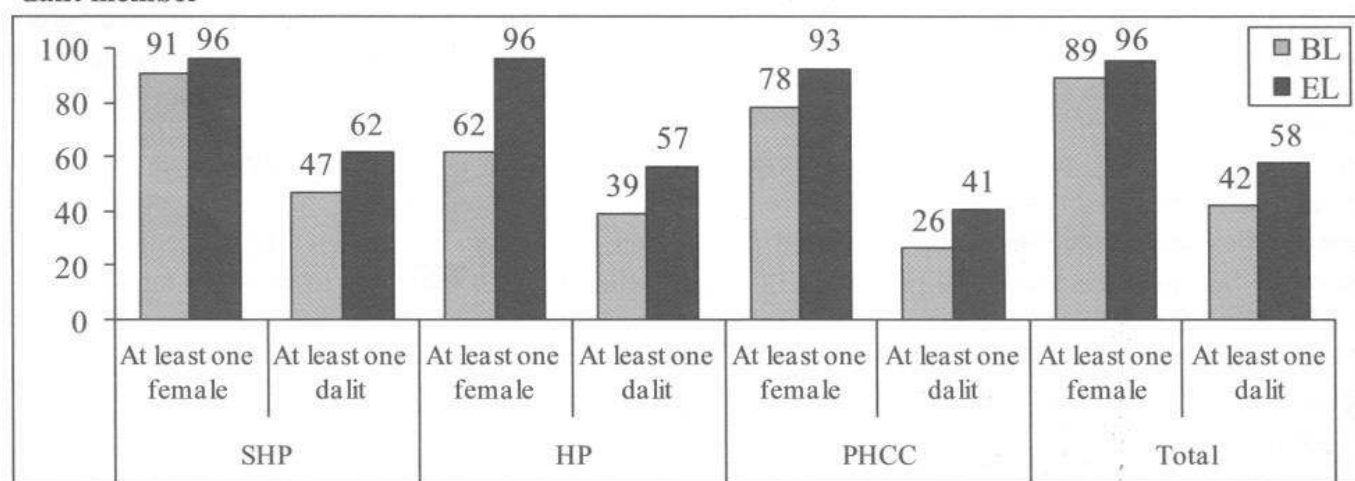 dalit member
91 96 47 62 62 96 39 57 78 93 26 41 89 96 42 58
BL
EL
100
80
60
40
20
0
At least one female
At least one dalit
At least one female
At least one dalit
At least one female
At least one dalit
At least one female
At least one dalit
SHP HP PHCC Total